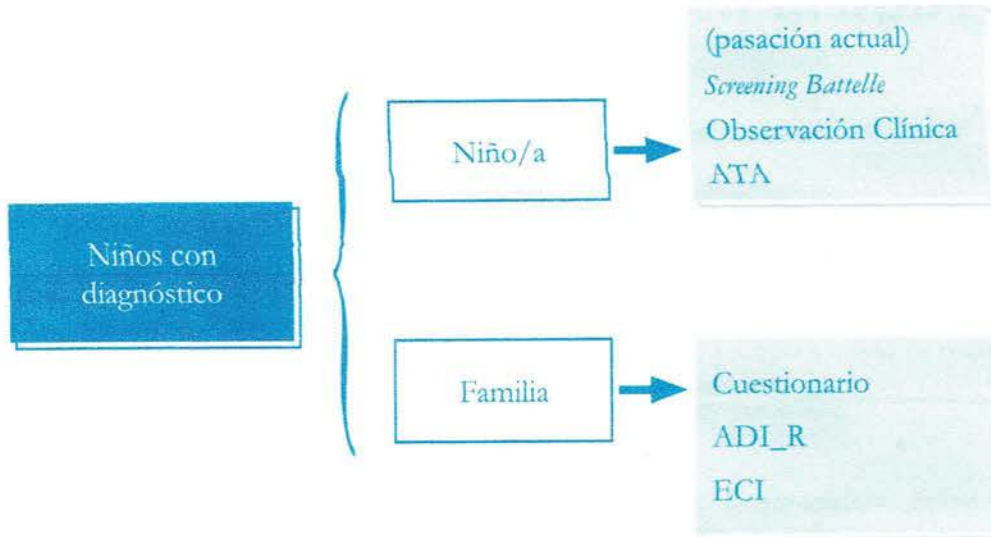 Niños con
diagnóstico
Niño/a
(pasación actual)
Screening Battelle
Observación Clínica
ATA
Familia
Cuestionario
ADI_R
ECI